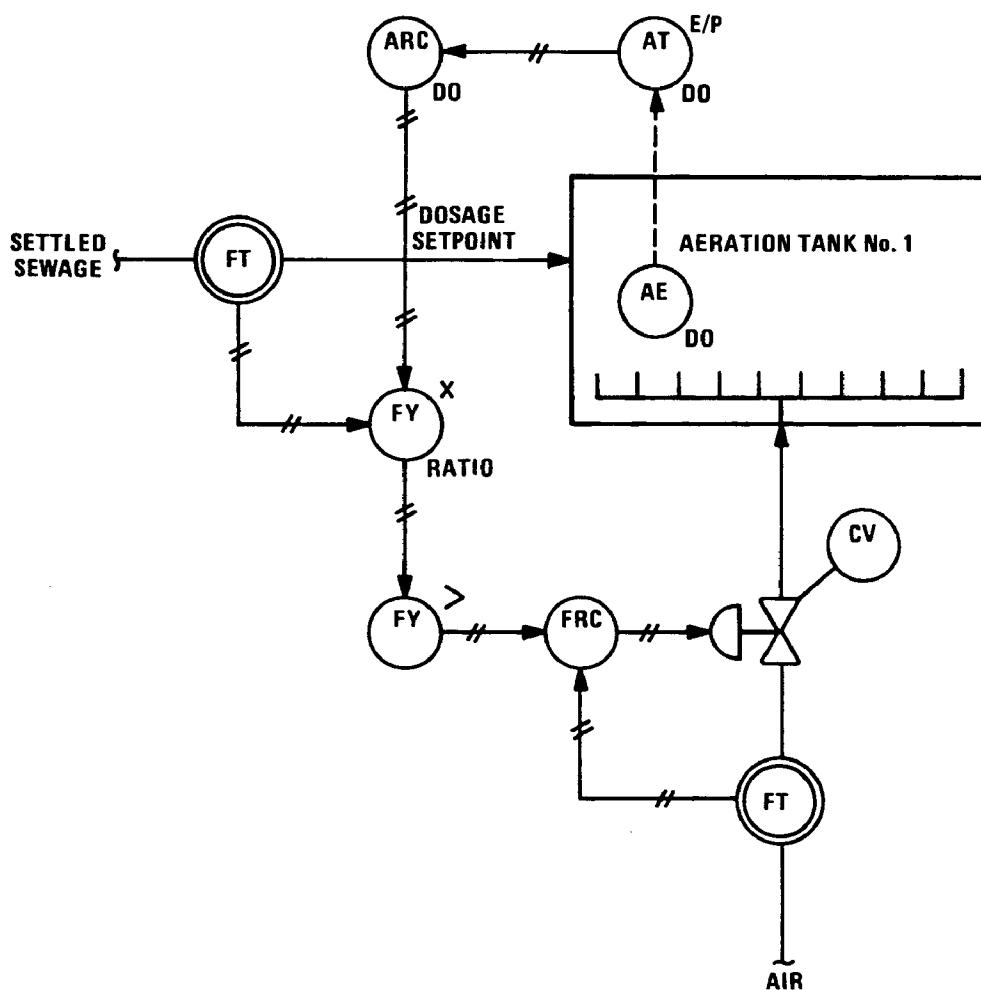 E/P
ARC
AT
DO
DO
DOSAGE
SETPOINT
SETTLED
SEWAGE
FT
AERATION TANK No. 1
AE
DO
X
FY
RATIO
CV
>
FY
FRC
FT
AIR